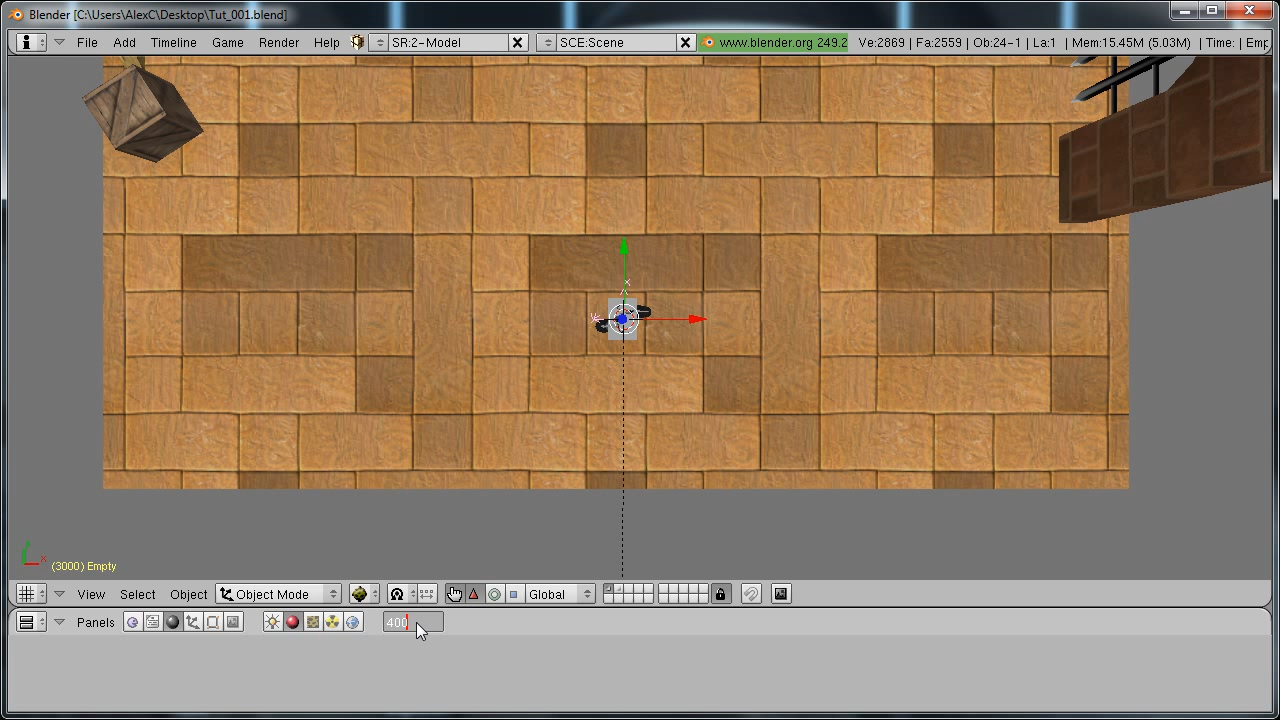 Blender [C:\Users\AlexC\Desktop\Tut_001.blend]
File Add Timeline Game Render Help SR:2-Model SCE:Scene www.blender.org 249.2 Ve:2869 | Fa:2559 | Ob:24-1 | La:1 | Mem:15.45M (5.03M) | Time: | Emp
(3000) Empty
View Select Object Object Mode Global
Panels 400